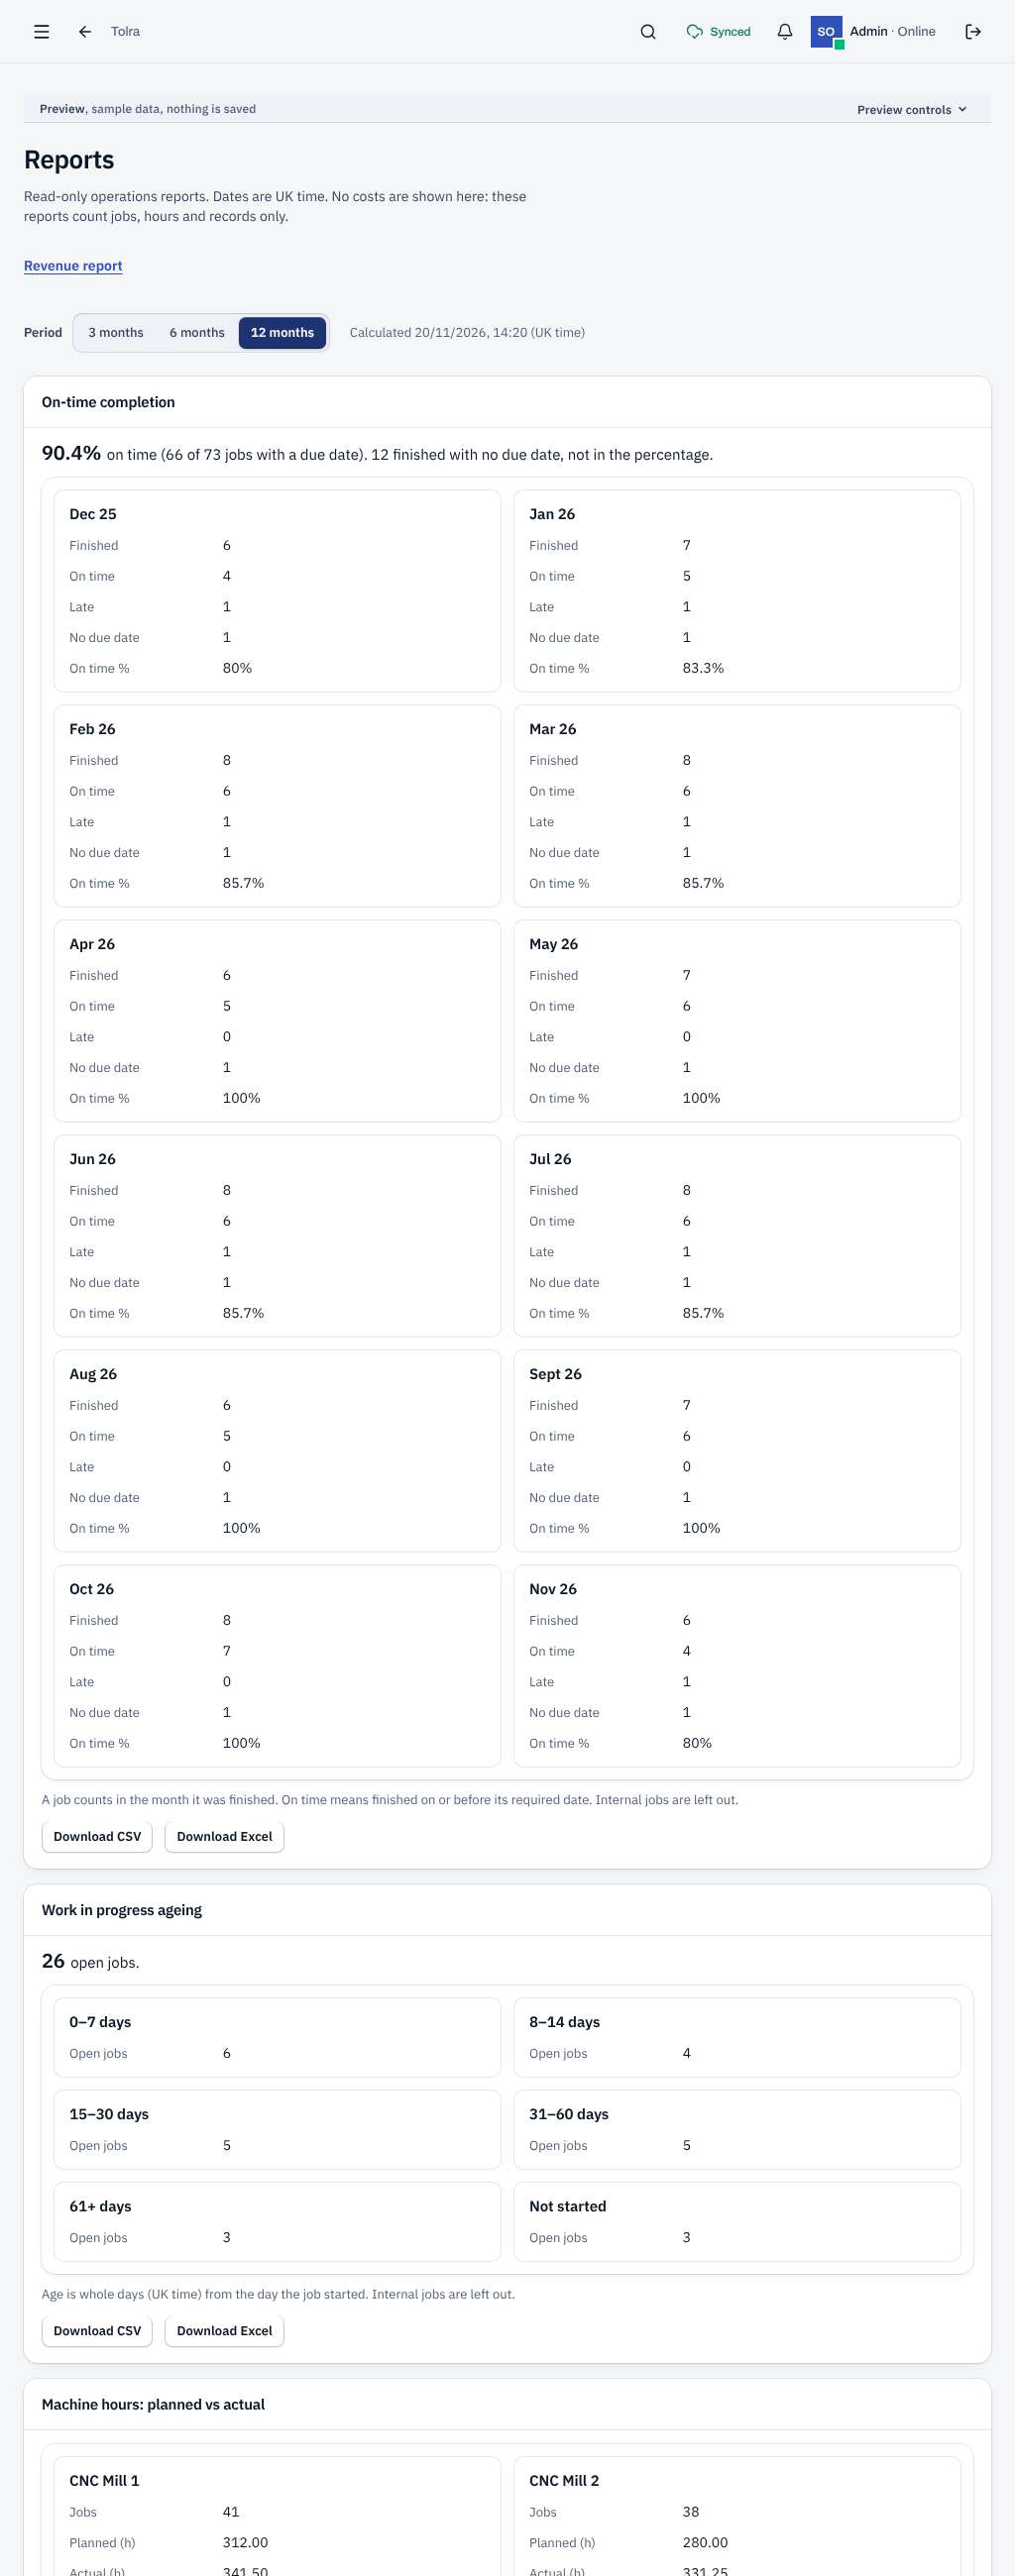 Tolra
Synced
SO
Admin · Online
Preview, sample data, nothing is saved
Preview controls
Reports
Read-only operations reports. Dates are UK time. No costs are shown here: these
reports count jobs, hours and records only.
Revenue report
Period
3 months
6 months
12 months
Calculated 20/11/2026, 14:20 (UK time)
On-time completion
90.4% on time (66 of 73 jobs with a due date). 12 finished with no due date, not in the percentage.
Dec 25
Finished 6
On time 4
Late 1
No due date 1
On time % 80%
Jan 26
Finished 7
On time 5
Late 1
No due date 1
On time % 83.3%
Feb 26
Finished 8
On time 6
Late 1
No due date 1
On time % 85.7%
Mar 26
Finished 8
On time 6
Late 1
No due date 1
On time % 85.7%
Apr 26
Finished 6
On time 5
Late 0
No due date 1
On time % 100%
May 26
Finished 7
On time 6
Late 0
No due date 1
On time % 100%
Jun 26
Finished 8
On time 6
Late 1
No due date 1
On time % 85.7%
Jul 26
Finished 8
On time 6
Late 1
No due date 1
On time % 85.7%
Aug 26
Finished 6
On time 5
Late 0
No due date 1
On time % 100%
Sept 26
Finished 7
On time 6
Late 0
No due date 1
On time % 100%
Oct 26
Finished 8
On time 7
Late 0
No due date 1
On time % 100%
Nov 26
Finished 6
On time 4
Late 1
No due date 1
On time % 80%
A job counts in the month it was finished. On time means finished on or before its required date. Internal jobs are left out.
Download CSV
Download Excel
Work in progress ageing
26 open jobs.
0–7 days
Open jobs 6
8–14 days
Open jobs 4
15–30 days
Open jobs 5
31–60 days
Open jobs 5
61+ days
Open jobs 3
Not started
Open jobs 3
Age is whole days (UK time) from the day the job started. Internal jobs are left out.
Download CSV
Download Excel
Machine hours: planned vs actual
CNC Mill 1
Jobs 41
Planned (h) 312.00
Actual (h) 341.50
CNC Mill 2
Jobs 38
Planned (h) 280.00
Actual (h) 331.25